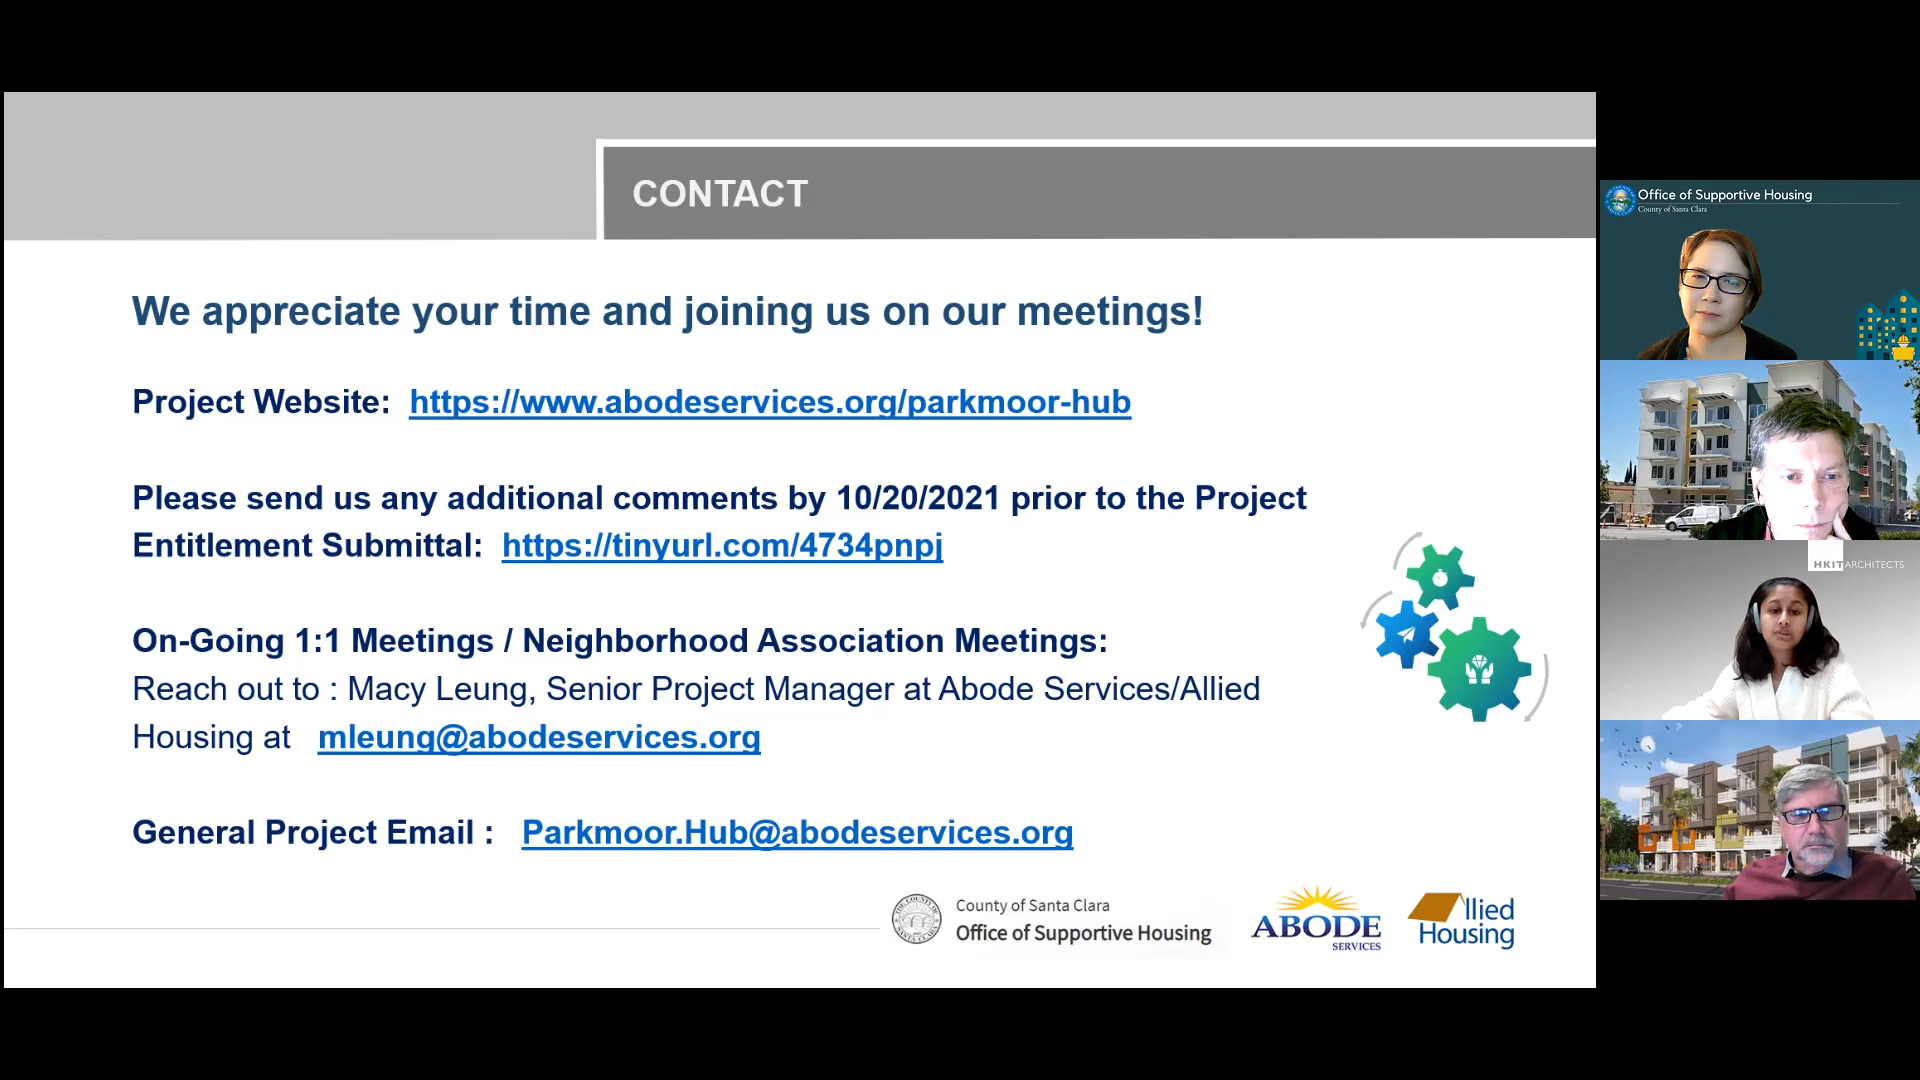 CONTACT
We appreciate your time and joining us on our meetings!
Project Website: https://www.abodeservices.org/parkmoor-hub
Please send us any additional comments by 10/20/2021 prior to the Project
Entitlement Submittal: https://tinyurl.com/4734pnpj
On-Going 1:1 Meetings / Neighborhood Association Meetings:
Reach out to : Macy Leung, Senior Project Manager at Abode Services/Allied
Housing at mleung@abodeservices.org
General Project Email : Parkmoor.Hub@abodeservices.org
County of Santa Clara
Office of Supportive Housing
ABODE
SERVICES
llied
Housing
Office of Supportive Housing
County of Santa Clara
HKIT ARCHITECTS